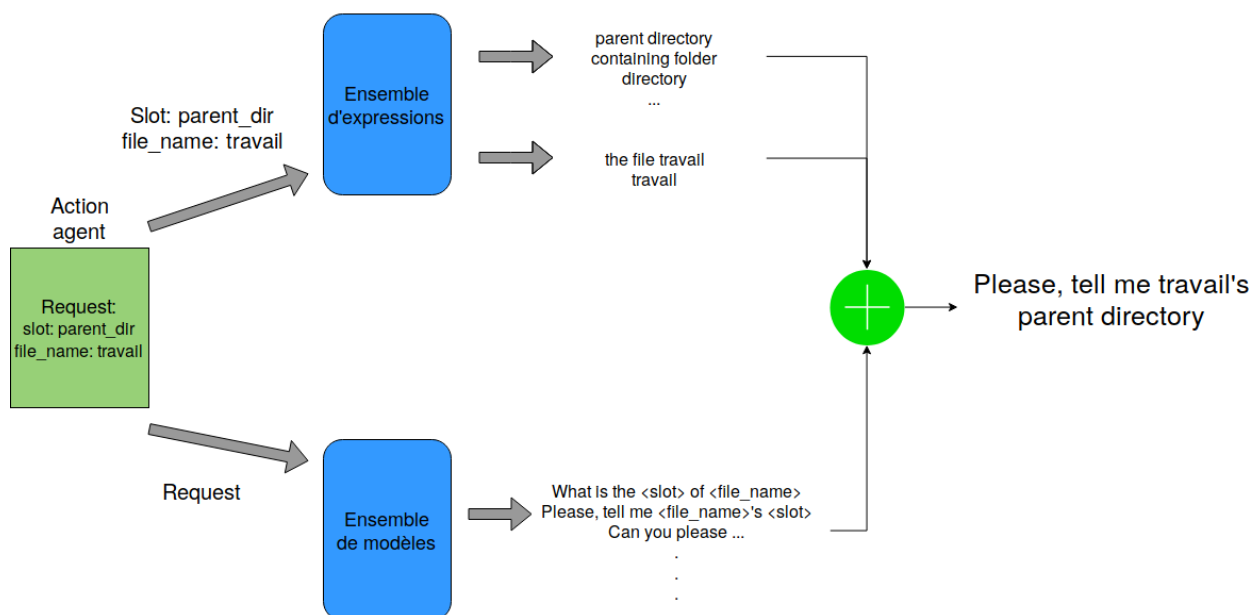 Slot: parent_dir
file_name: travail
Action
agent
Request:
slot: parent_dir
file_name: travail
Request
Ensemble
d'expressions
Ensemble
de modèles
parent directory
containing folder
directory
...
the file travail
travail
What is the <slot> of <file_name>
Please, tell me <file_name>'s <slot>
Can you please ...
.
.
.
Please, tell me travail's
parent directory